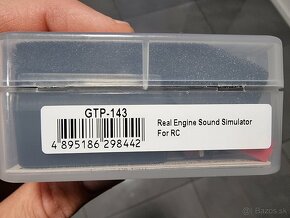 GTP-143
4 895186 298442
Real Engine Sound Simulator
For RC
Bazos.sk